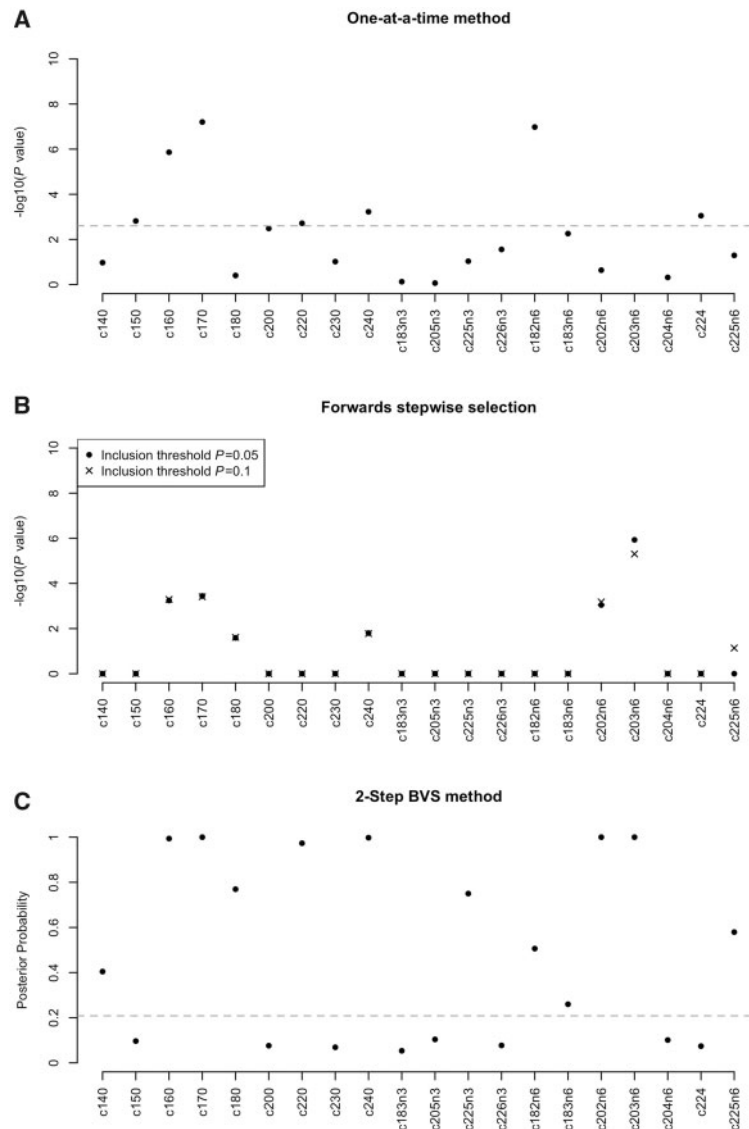 A
One-at-a-time method
-log10(P value)
10
8
6
4
2
0
c140
c150
c160
c170
c180
c200
c220
c230
c240
c183n3
c205n3
c225n3
c226n3
c182n6
c183n6
c202n6
c203n6
c204n6
c224
c225n6
B
Forwards stepwise selection
Inclusion threshold P=0.05
Inclusion threshold P=0.1
-log10(P value)
10
8
6
4
2
0
c140
c150
c160
c170
c180
c200
c220
c230
c240
c183n3
c205n3
c225n3
c226n3
c182n6
c183n6
c202n6
c203n6
c204n6
c224
c225n6
C
2-Step BVS method
Posterior Probability
1
0.8
0.6
0.4
0.2
0
c140
c150
c160
c170
c180
c200
c220
c230
c240
c183n3
c205n3
c225n3
c226n3
c182n6
c183n6
c202n6
c203n6
c204n6
c224
c225n6